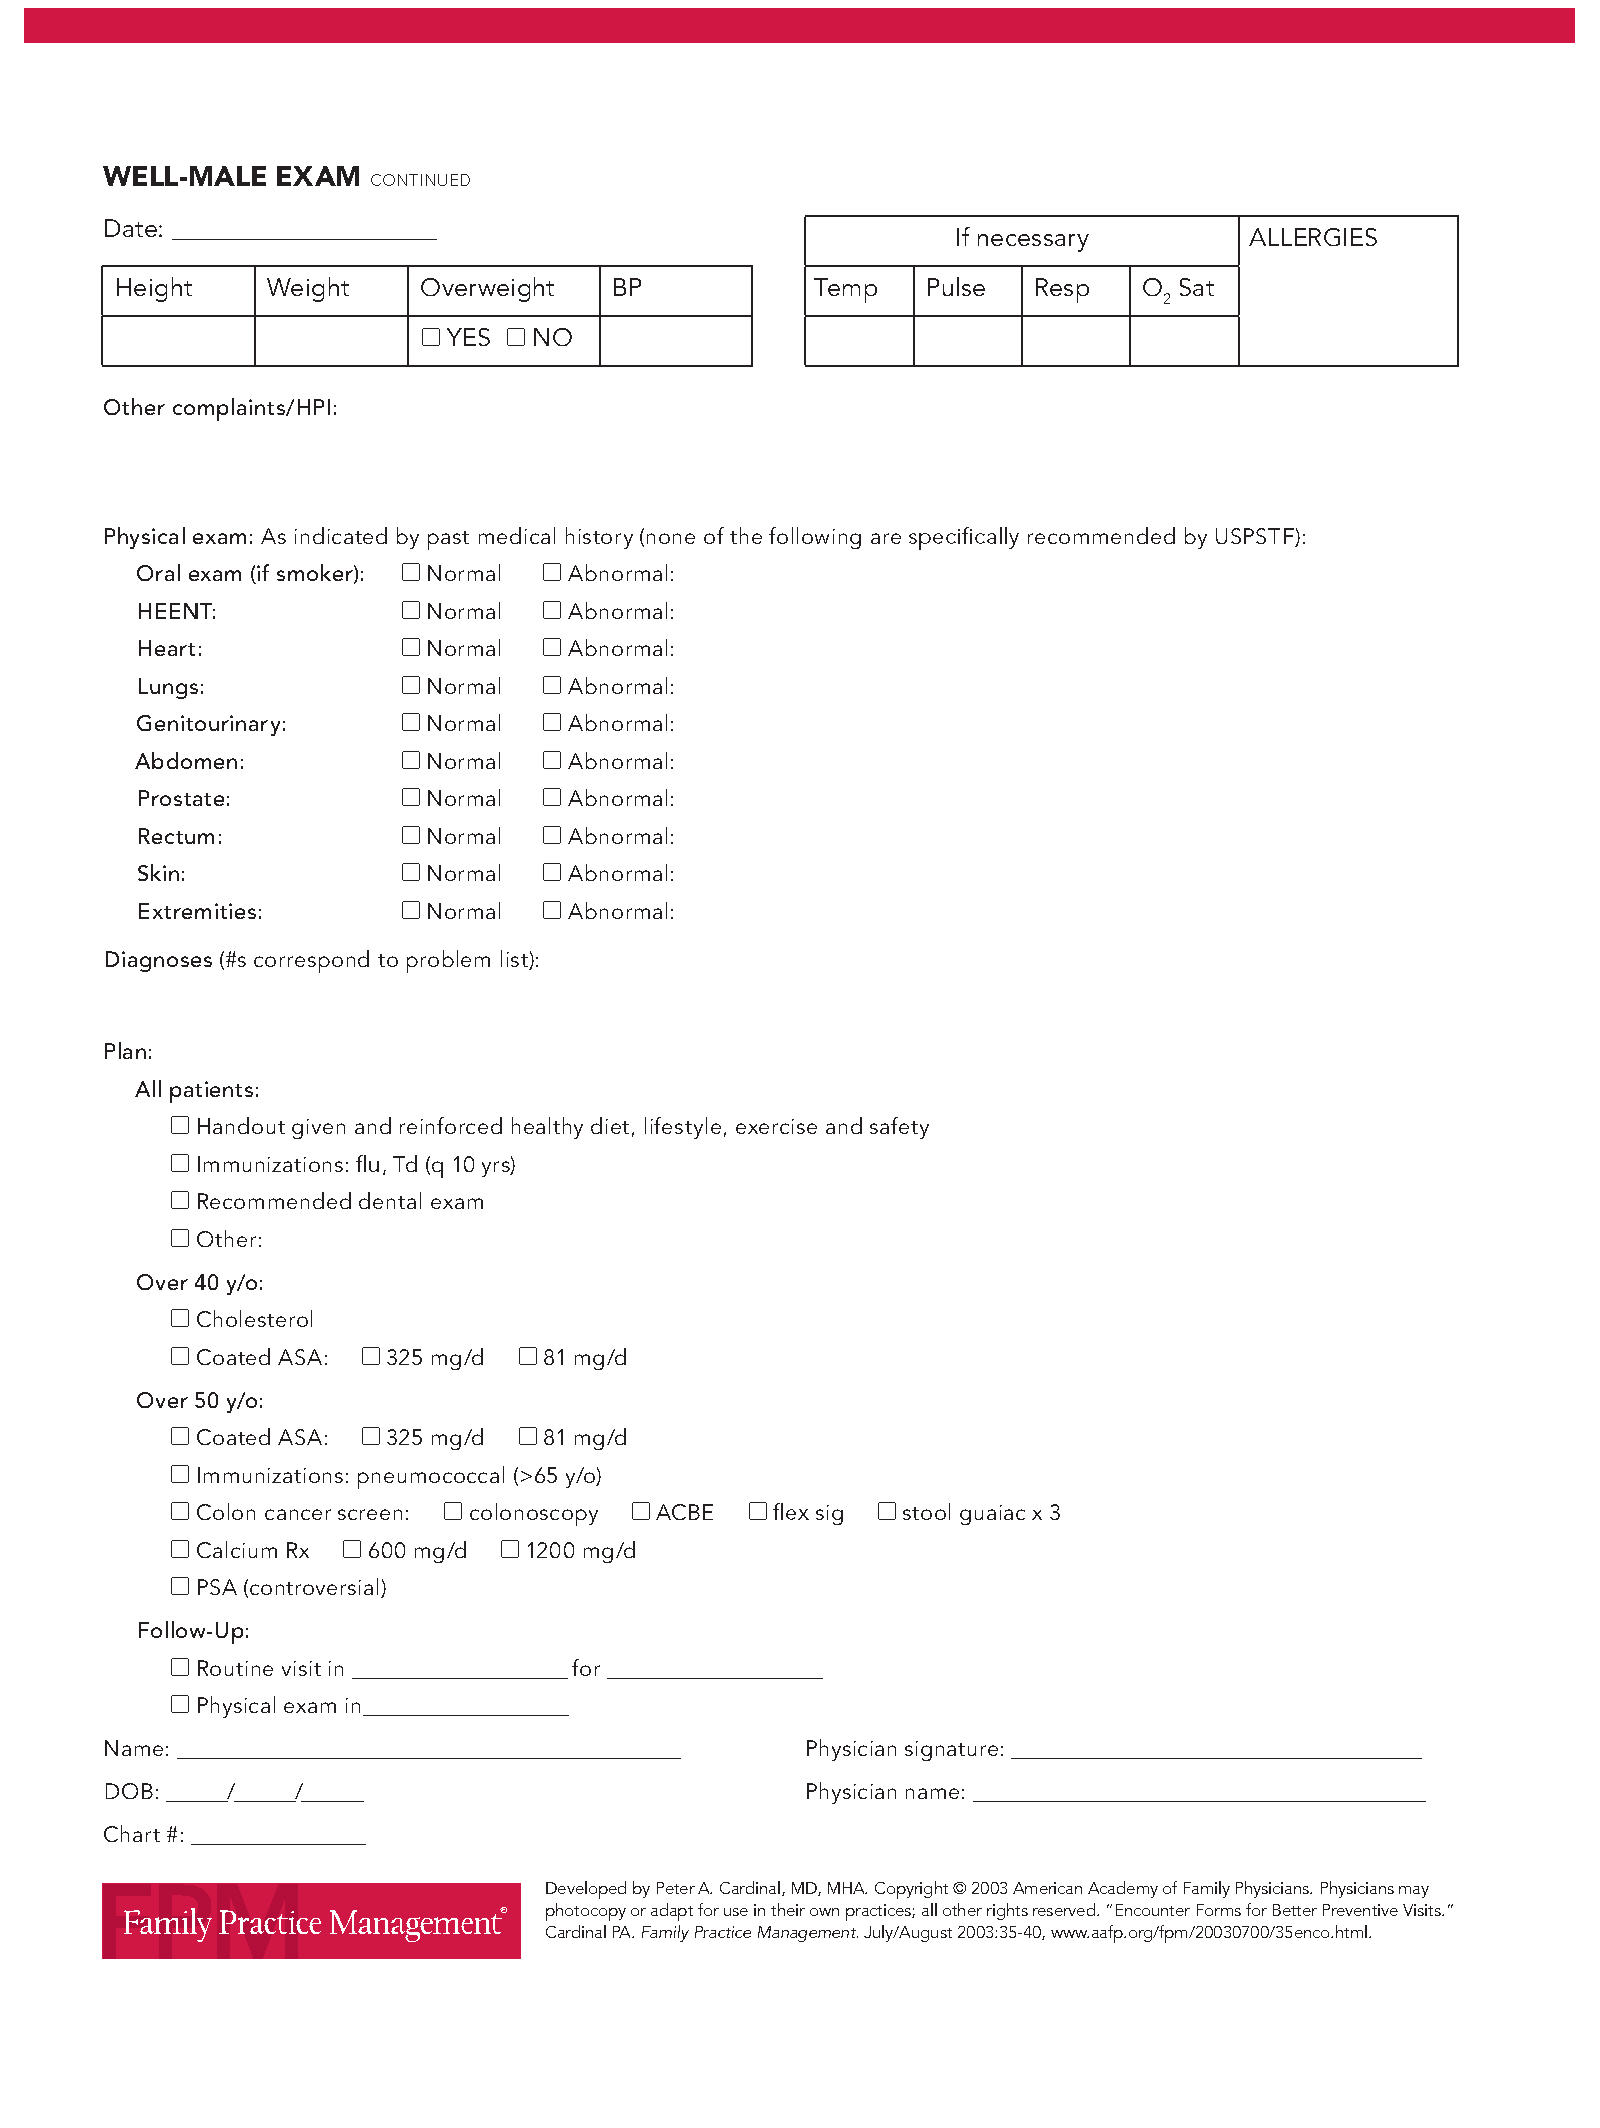 WELL-MALE EXAM CONTINUED
Date: ______________________
If necessary ALLERGIES
Height Weight Overweight BP
Temp Pulse Resp O2 Sat
☐ YES ☐ NO
Other complaints/HPI:
Physical exam: As indicated by past medical history (none of the following are specifically recommended by USPSTF):
Oral exam (if smoker): ☐ Normal ☐ Abnormal:
HEENT: ☐ Normal ☐ Abnormal:
Heart: ☐ Normal ☐ Abnormal:
Lungs: ☐ Normal ☐ Abnormal:
Genitourinary: ☐ Normal ☐ Abnormal:
Abdomen: ☐ Normal ☐ Abnormal:
Prostate: ☐ Normal ☐ Abnormal:
Rectum: ☐ Normal ☐ Abnormal:
Skin: ☐ Normal ☐ Abnormal:
Extremities: ☐ Normal ☐ Abnormal:
Diagnoses (#s correspond to problem list):
Plan:
All patients:
☐ Handout given and reinforced healthy diet, lifestyle, exercise and safety
☐ Immunizations: flu, Td (q 10 yrs)
☐ Recommended dental exam
☐ Other:
Over 40 y/o:
☐ Cholesterol
☐ Coated ASA: ☐ 325 mg/d ☐ 81 mg/d
Over 50 y/o:
☐ Coated ASA: ☐ 325 mg/d ☐ 81 mg/d
☐ Immunizations: pneumococcal (>65 y/o)
☐ Colon cancer screen: ☐ colonoscopy ☐ ACBE ☐ flex sig ☐ stool guaiac x 3
☐ Calcium Rx ☐ 600 mg/d ☐ 1200 mg/d
☐ PSA (controversial)
Follow-Up:
☐ Routine visit in __________________ for __________________
☐ Physical exam in_________________
Name: __________________________________________ Physician signature: __________________________________
DOB: _____/_____/_____ Physician name: ______________________________________
Chart #: ______________
FPM
Family Practice Management®
Developed by Peter A. Cardinal, MD, MHA. Copyright © 2003 American Academy of Family Physicians. Physicians may
photocopy or adapt for use in their own practices; all other rights reserved. “Encounter Forms for Better Preventive Visits.”
Cardinal PA. Family Practice Management. July/August 2003:35-40, www.aafp.org/fpm/20030700/35enco.html.